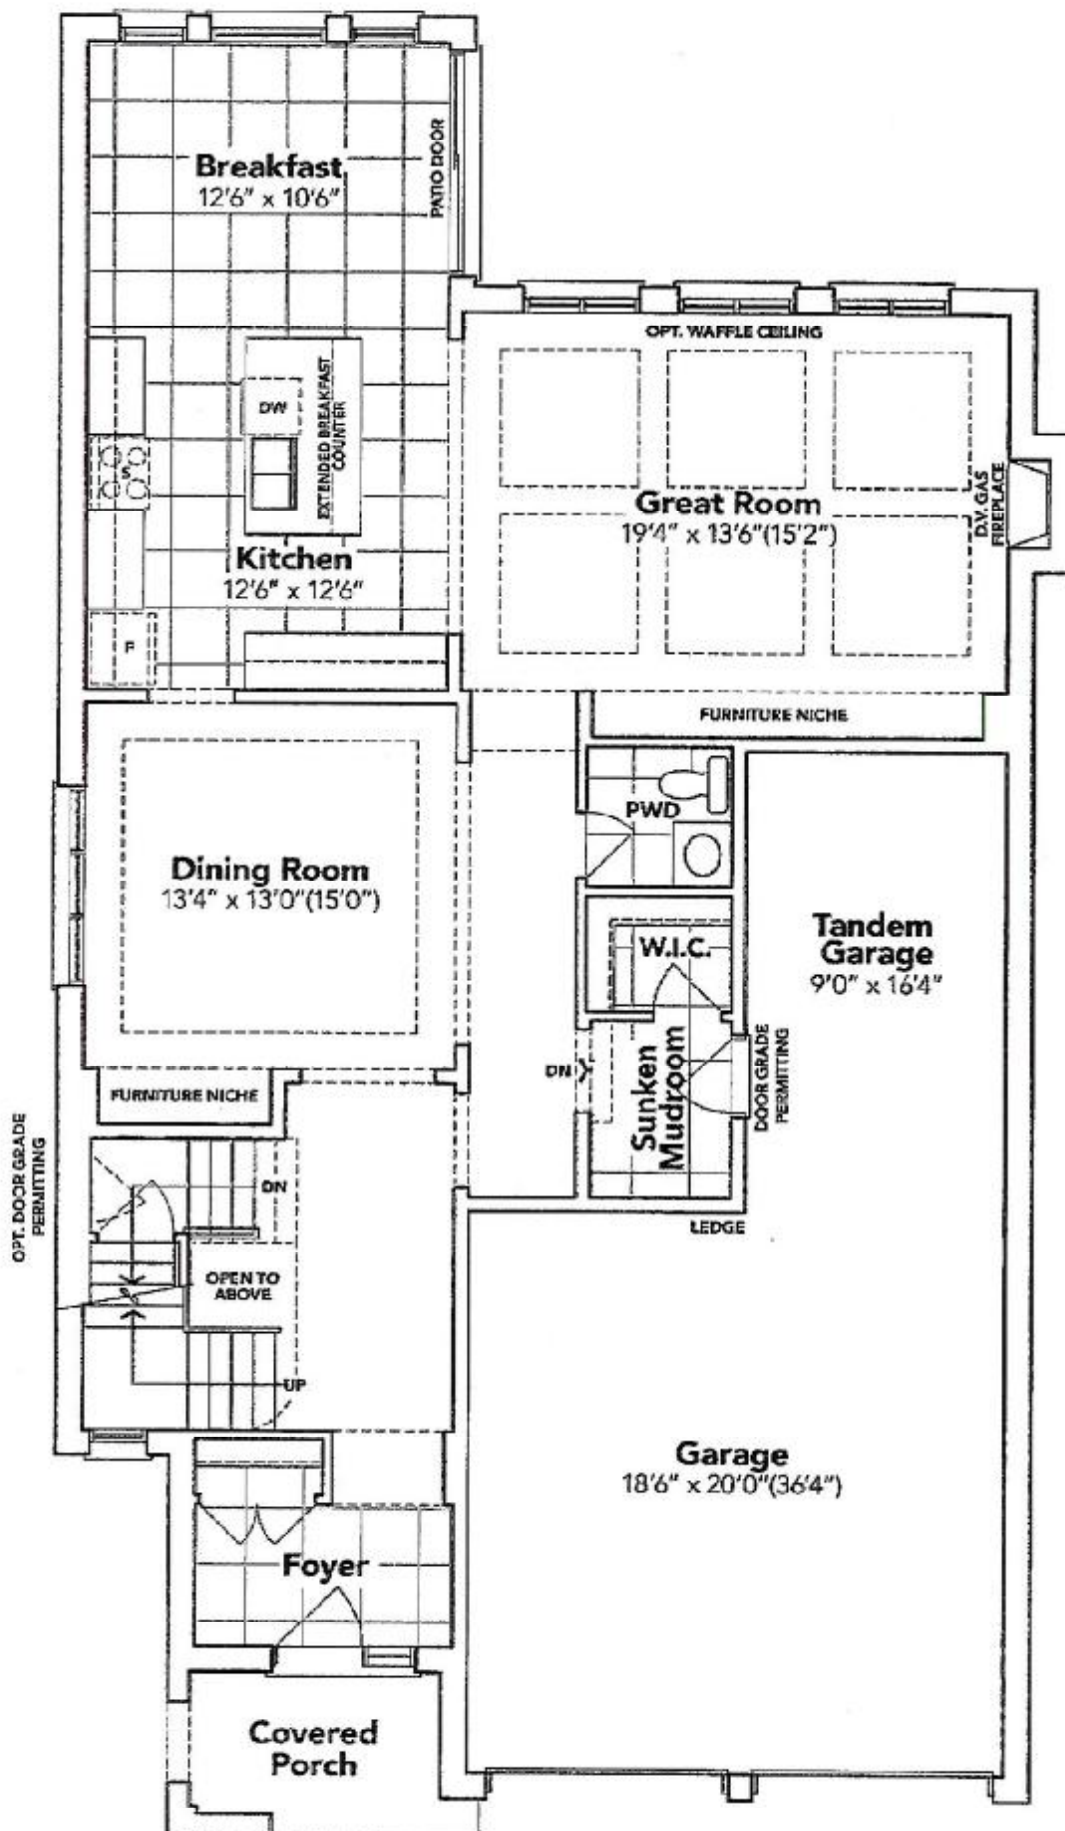 Breakfast
12'6" x 10'6"
PATIO DOOR
OPT. WAFFLE CEILING
DW
EXTENDED BREAKFAST
COUNTER
S
Great Room
19'4" x 13'6"(15'2")
D.V. GAS
FIREPLACE
Kitchen
12'6" x 12'6"
F
FURNITURE NICHE
PWD
Dining Room
13'4" x 13'0"(15'0")
Tandem
Garage
9'0" x 16'4"
W.I.C.
DN
Sunken
Mudroom
DOOR GRADE
PERMITTING
FURNITURE NICHE
OPT. DOOR GRADE
PERMITTING
DN
LEDGE
OPEN TO
ABOVE
UP
Garage
18'6" x 20'0"(36'4")
Foyer
Covered
Porch